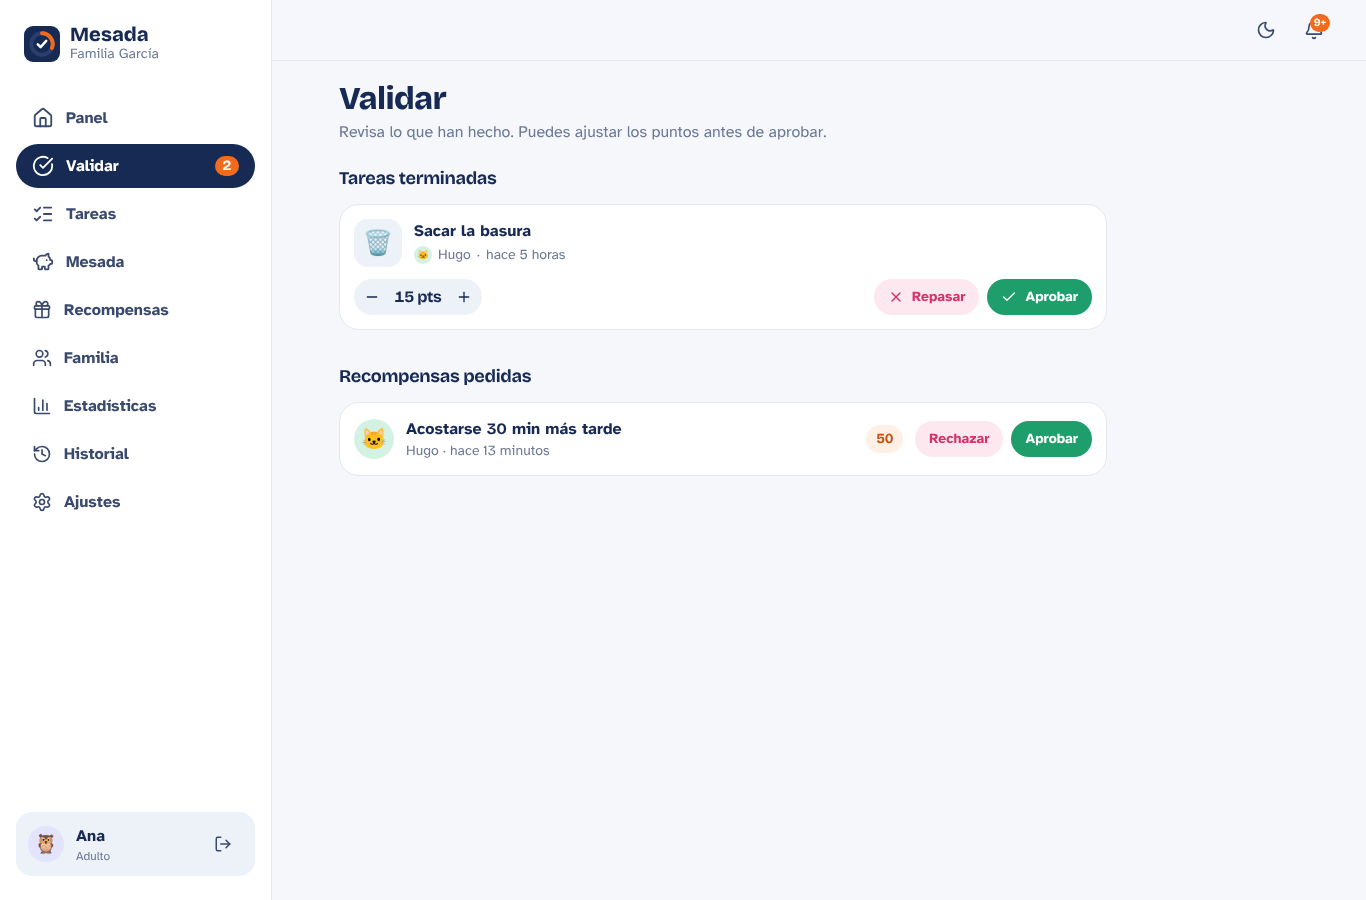 Mesada
Familia García
9+
Panel
Validar
2
Tareas
Mesada
Recompensas
Familia
Estadísticas
Historial
Ajustes
Ana
Adulto
Validar
Revisa lo que han hecho. Puedes ajustar los puntos antes de aprobar.
Tareas terminadas
Sacar la basura
Hugo · hace 5 horas
15 pts
Repasar
Aprobar
Recompensas pedidas
Acostarse 30 min más tarde
Hugo · hace 13 minutos
50
Rechazar
Aprobar